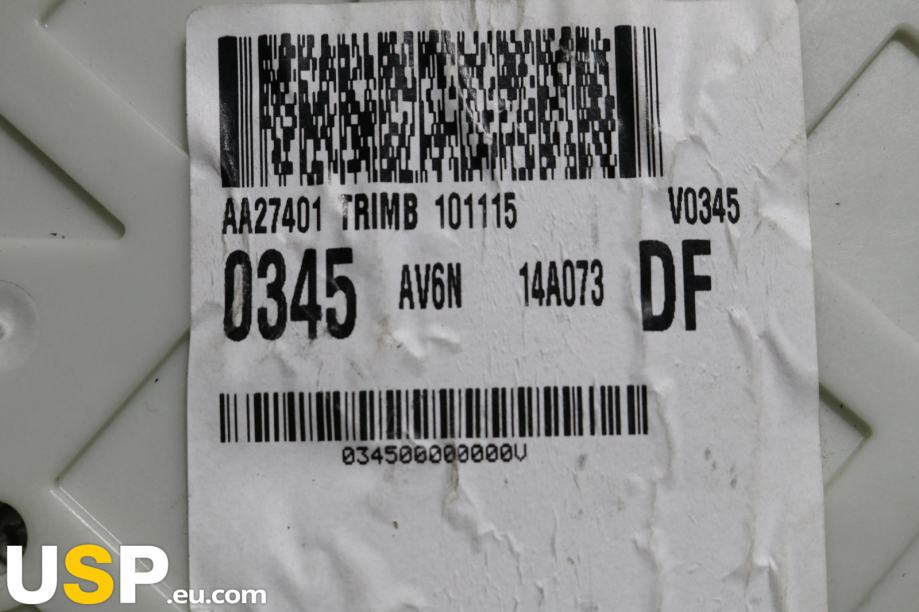 AA27401 TRIMB 101115 V0345
0345 AV6N 14A073 DF
034500000000V
USP.eu.com